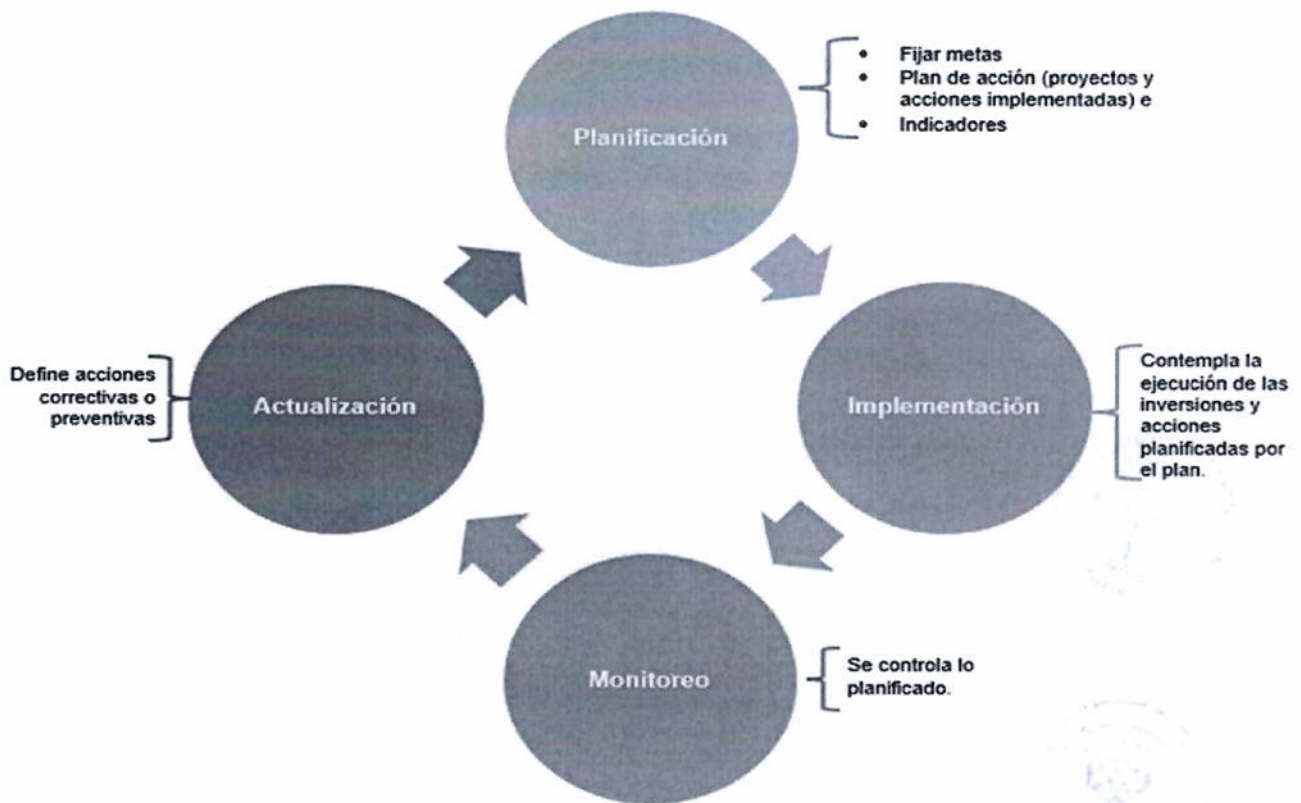 Planificación
• Fijar metas
• Plan de acción (proyectos y
acciones implementadas) e
• Indicadores
Implementación
Contempla la
ejecución de las
inversiones y
acciones
planificadas por
el plan.
Monitoreo
Se controla lo
planificado.
Actualización
Define acciones
correctivas o
preventivas